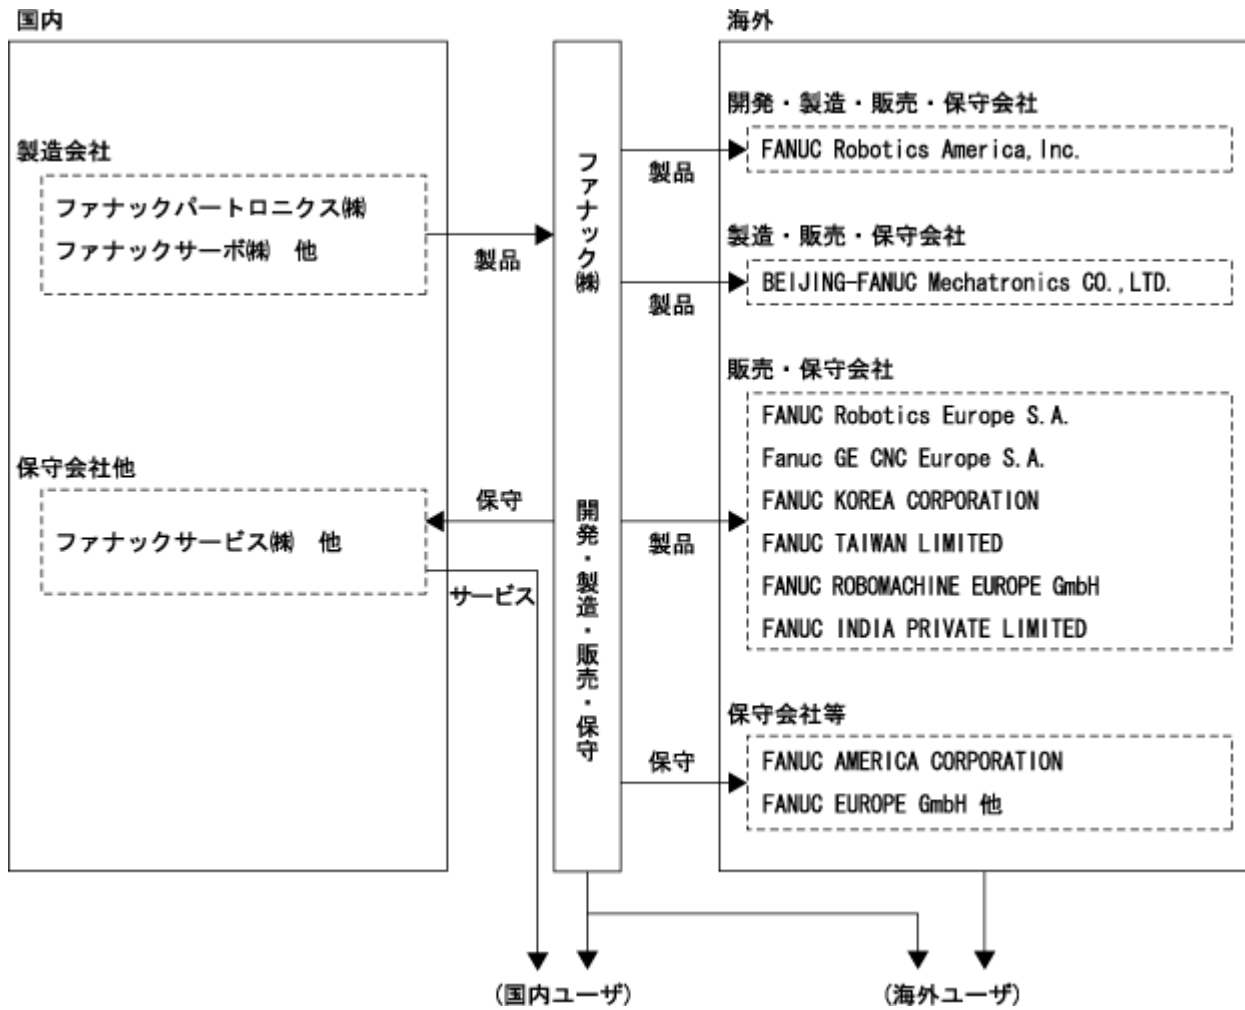 国内
製造会社
ファナックパートロニクス㈱
ファナックサーボ㈱　他
製品
保守会社他
ファナックサービス㈱　他
保守
サービス
ファナック㈱
開発・製造・販売・保守
海外
開発・製造・販売・保守会社
FANUC Robotics America,Inc.
製品
製造・販売・保守会社
BEIJING-FANUC Mechatronics CO.,LTD.
製品
販売・保守会社
FANUC Robotics Europe S.A.
Fanuc GE CNC Europe S.A.
FANUC KOREA CORPORATION
FANUC TAIWAN LIMITED
FANUC ROBOMACHINE EUROPE GmbH
FANUC INDIA PRIVATE LIMITED
製品
保守会社等
FANUC AMERICA CORPORATION
FANUC EUROPE GmbH 他
保守
(国内ユーザ)
(海外ユーザ)